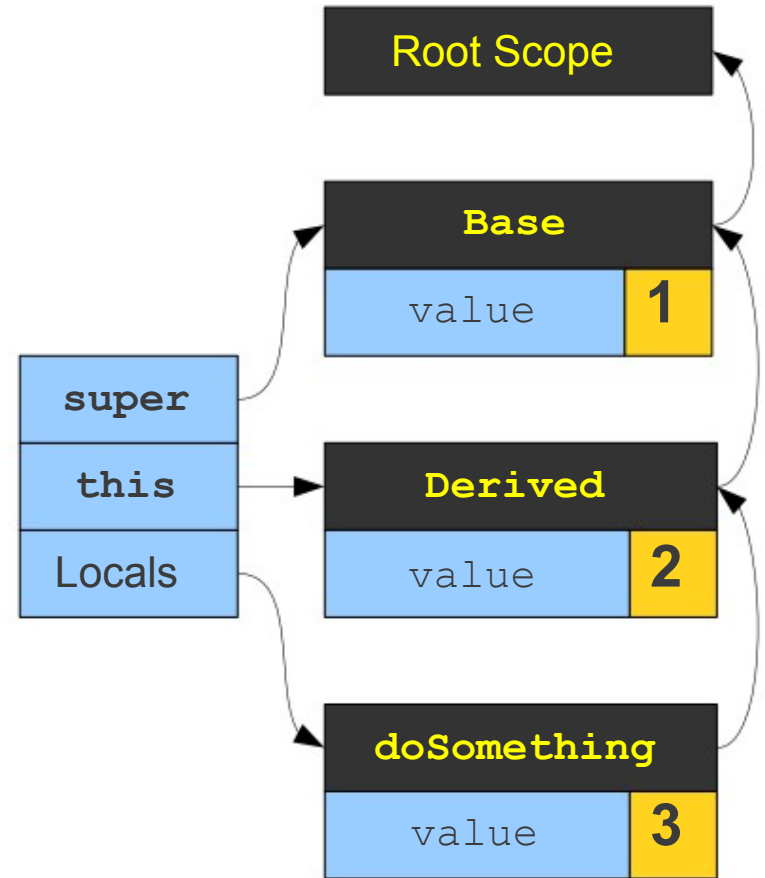 Root Scope
Base
value 1
super
this
Locals
Derived
value 2
doSomething
value 3